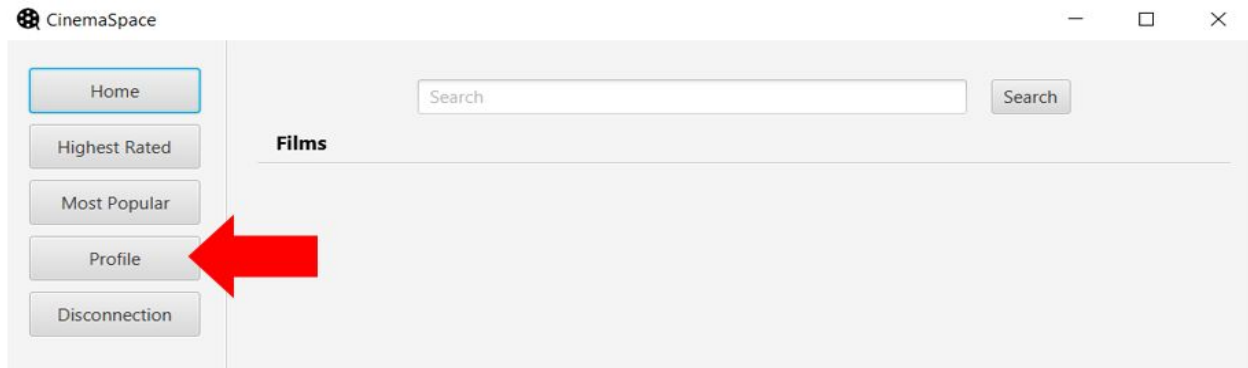 CinemaSpace
Home
Search
Search
Highest Rated
Films
Most Popular
Profile
Disconnection